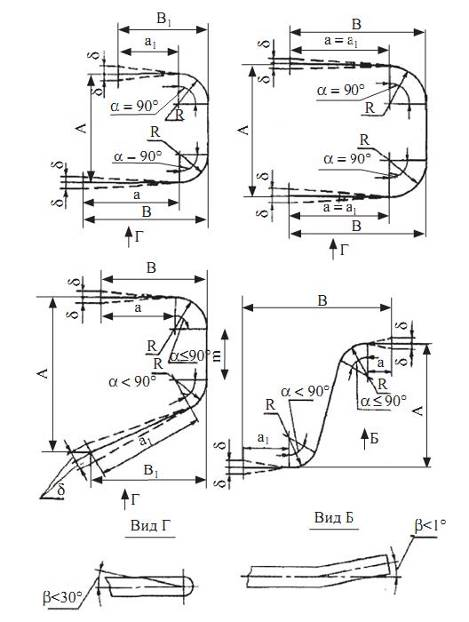 B₁
a₁
δ
δ
α = 90°
R
A
R
δ
α – 90°
δ
a
B
Г
B
a = a₁
δ
δ
α = 90°
R
A
R
δ
α = 90°
δ
a = a₁
B
Г
B
δ
a
δ
R
α≤90°
m
A
α < 90°
R
a₁
δ
B₁
Г
B
δ
a
δ
R
α < 90°
α≤ 90°
R
A
Б
a₁
δ
δ
Вид Г
Вид Б
β<30°
β<1°